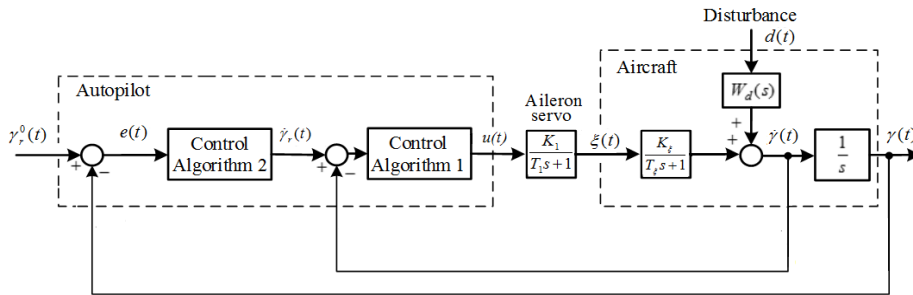 Disturbance
d(t)
Aircraft
Autopilot
W_d(s)
Aileron
servo
γ_r^0(t)
e(t)
γ̇_r(t)
u(t)
ξ(t)
γ̇(t)
γ(t)
+
+
Control
Algorithm 2
Control
Algorithm 1
K_1
T_1s+1
K_ξ
T_ξs+1
1
s
+
−
+
−
+